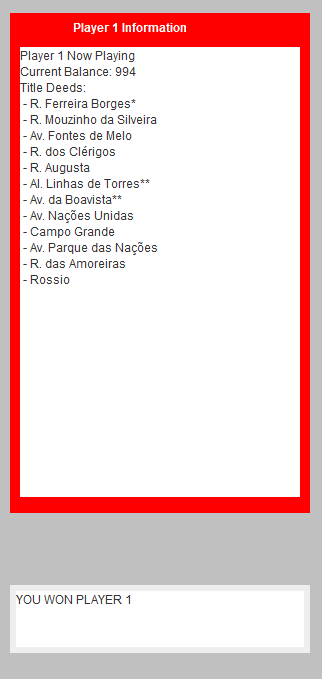 Player 1 Information
Player 1 Now Playing
Current Balance: 994
Title Deeds:
- R. Ferreira Borges*
- R. Mouzinho da Silveira
- Av. Fontes de Melo
- R. dos Clérigos
- R. Augusta
- Al. Linhas de Torres**
- Av. da Boavista**
- Av. Nações Unidas
- Campo Grande
- Av. Parque das Nações
- R. das Amoreiras
- Rossio
YOU WON PLAYER 1